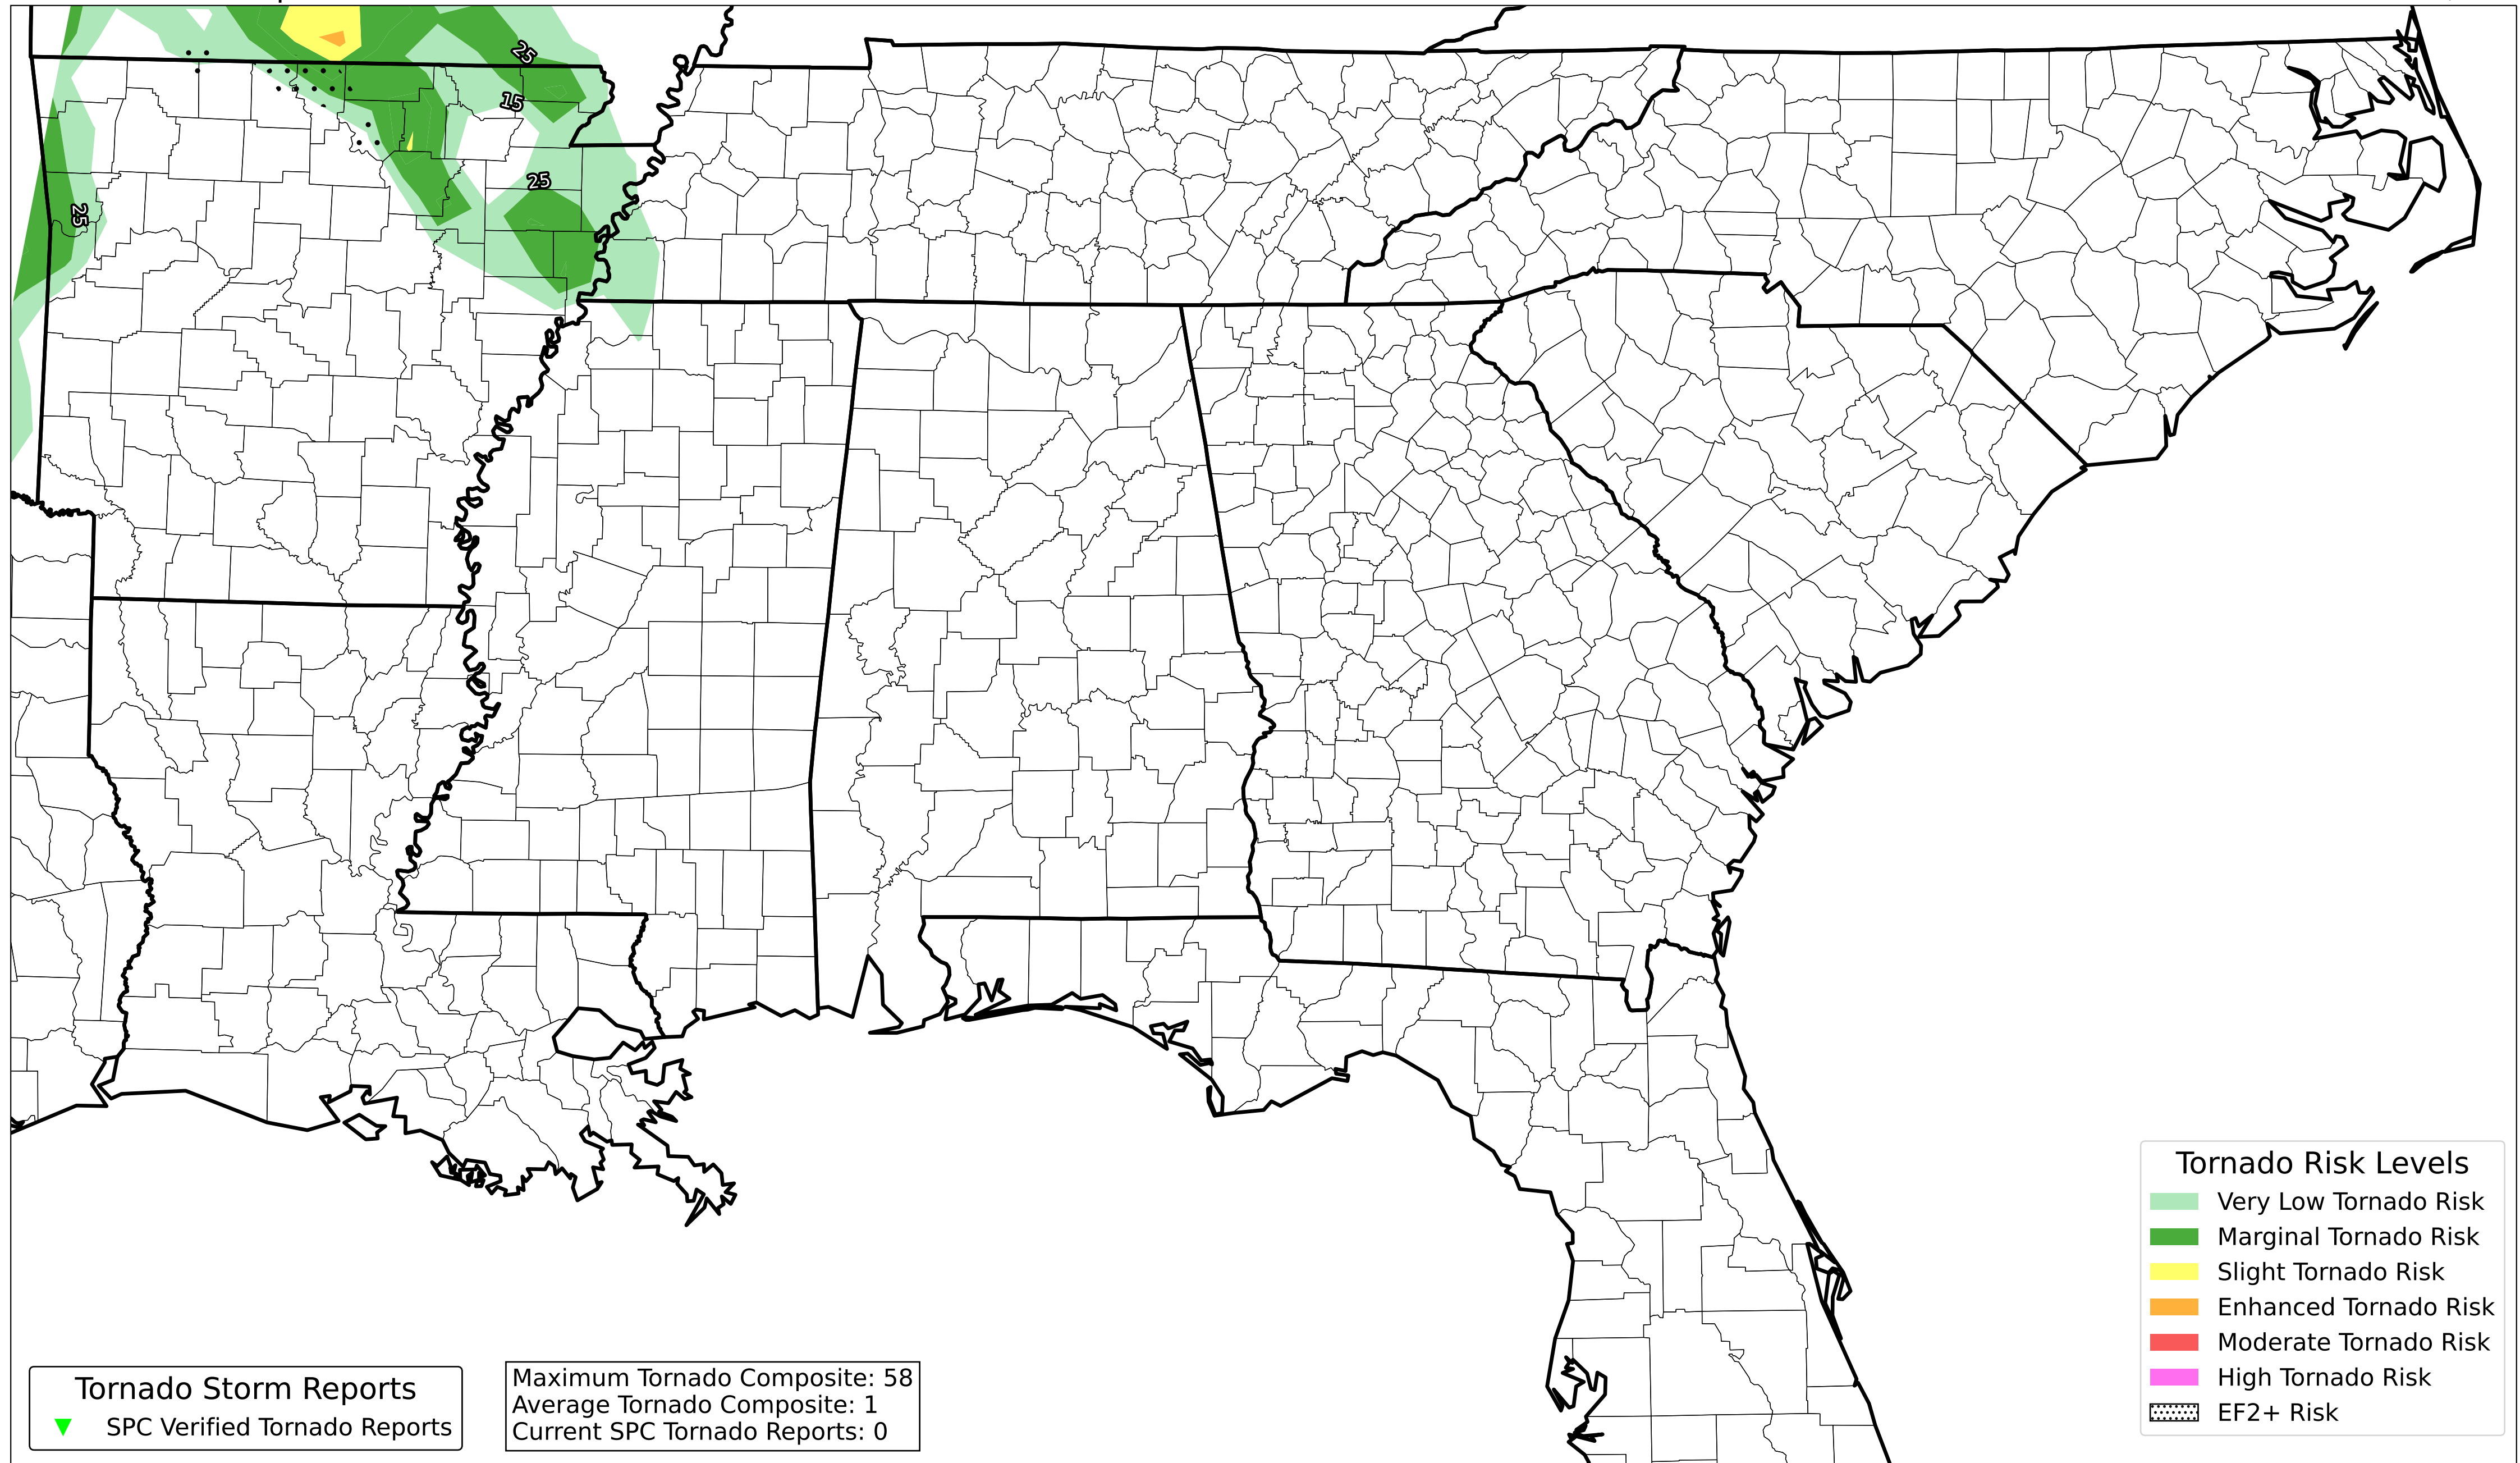 25
15
25
25
Tornado Risk Levels
Very Low Tornado Risk
Marginal Tornado Risk
Slight Tornado Risk
Enhanced Tornado Risk
Moderate Tornado Risk
High Tornado Risk
EF2+ Risk
Tornado Storm Reports
SPC Verified Tornado Reports
Maximum Tornado Composite: 58
Average Tornado Composite: 1
Current SPC Tornado Reports: 0